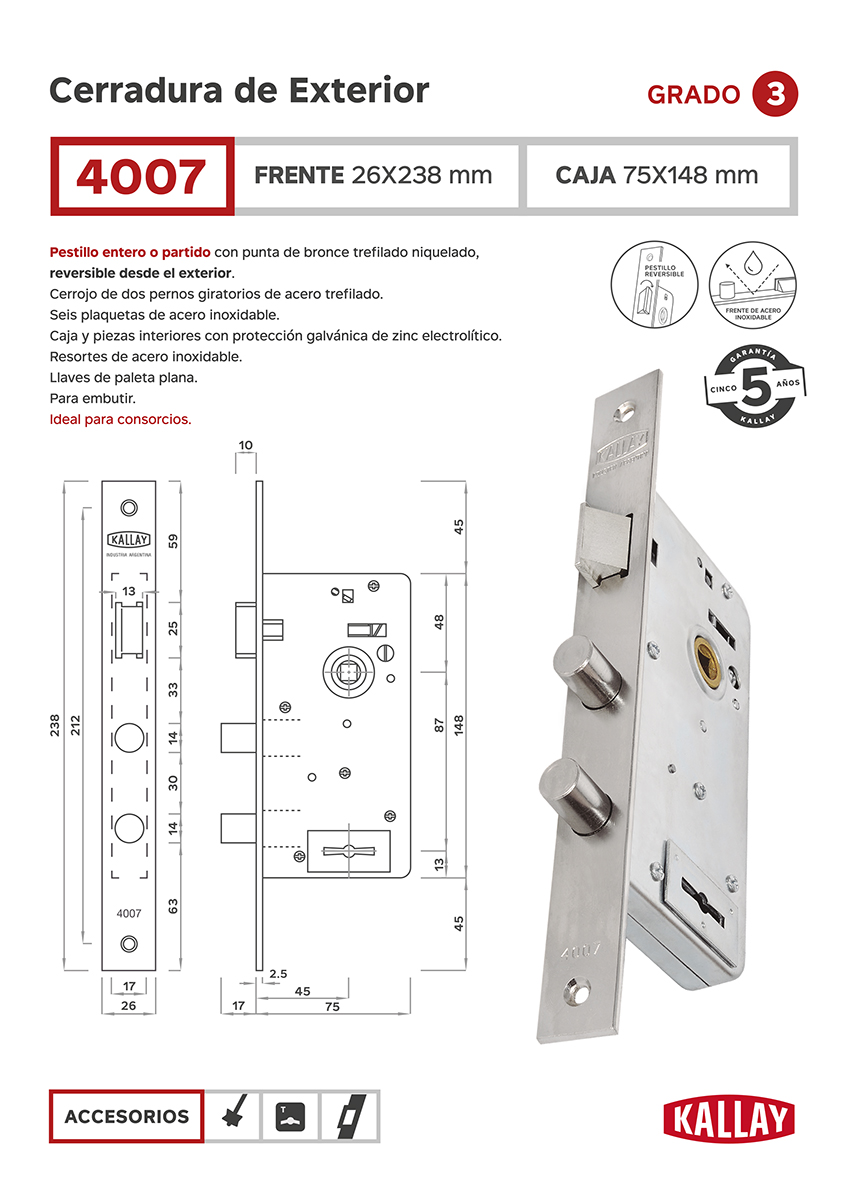 Cerradura de Exterior
GRADO 3
4007
FRENTE 26X238 mm
CAJA 75X148 mm
Pestillo entero o partido con punta de bronce trefilado niquelado,
reversible desde el exterior.
Cerrojo de dos pernos giratorios de acero trefilado.
Seis plaquetas de acero inoxidable.
Caja y piezas interiores con protección galvánica de zinc electrolítico.
Resortes de acero inoxidable.
Llaves de paleta plana.
Para embutir.
Ideal para consorcios.
PESTILLO
REVERSIBLE
FRENTE DE ACERO
INOXIDABLE
GARANTÍA
CINCO 5 AÑOS
KALLAY
KALLAY
10
KALLAY
INDUSTRIA ARGENTINA
13
59
25
33
14
30
14
63
238
212
4007
17
26
45
48
87
148
13
45
2.5
45
17
75
4007
ACCESORIOS
T
KALLAY